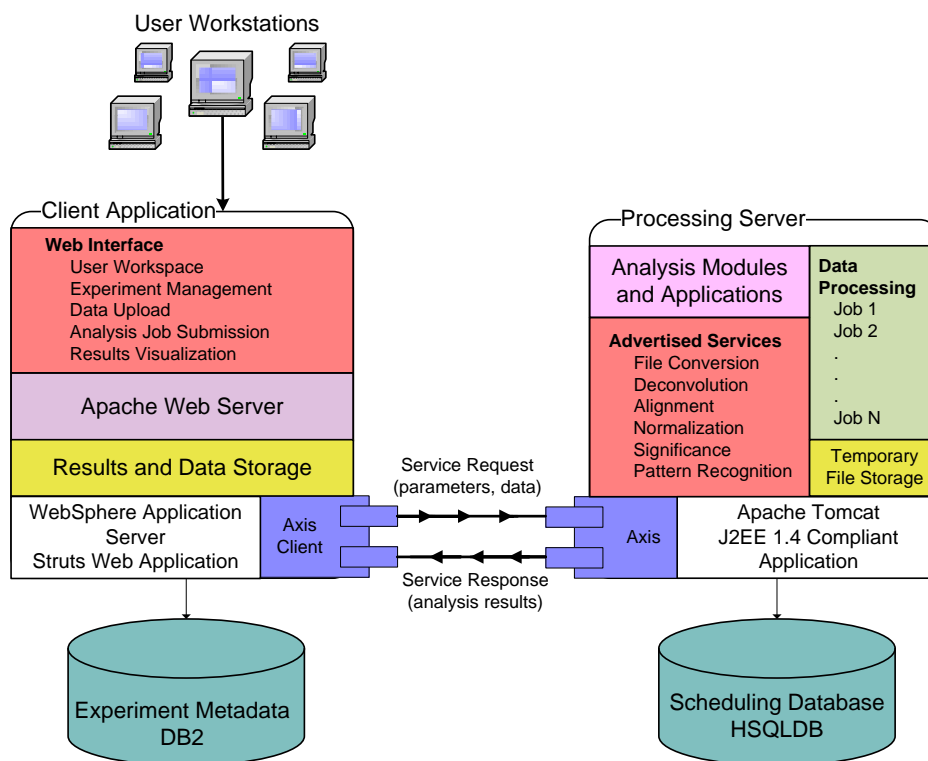 User Workstations
Client Application
Web Interface
User Workspace
Experiment Management
Data Upload
Analysis Job Submission
Results Visualization
Apache Web Server
Results and Data Storage
WebSphere Application
Server
Struts Web Application
Axis
Client
Experiment Metadata
DB2
Service Request
(parameters, data)
Service Response
(analysis results)
Processing Server
Analysis Modules
and Applications
Advertised Services
File Conversion
Deconvolution
Alignment
Normalization
Significance
Pattern Recognition
Data
Processing
Job 1
Job 2
.
.
.
Job N
Temporary
File Storage
Axis
Apache Tomcat
J2EE 1.4 Compliant
Application
Scheduling Database
HSQLDB